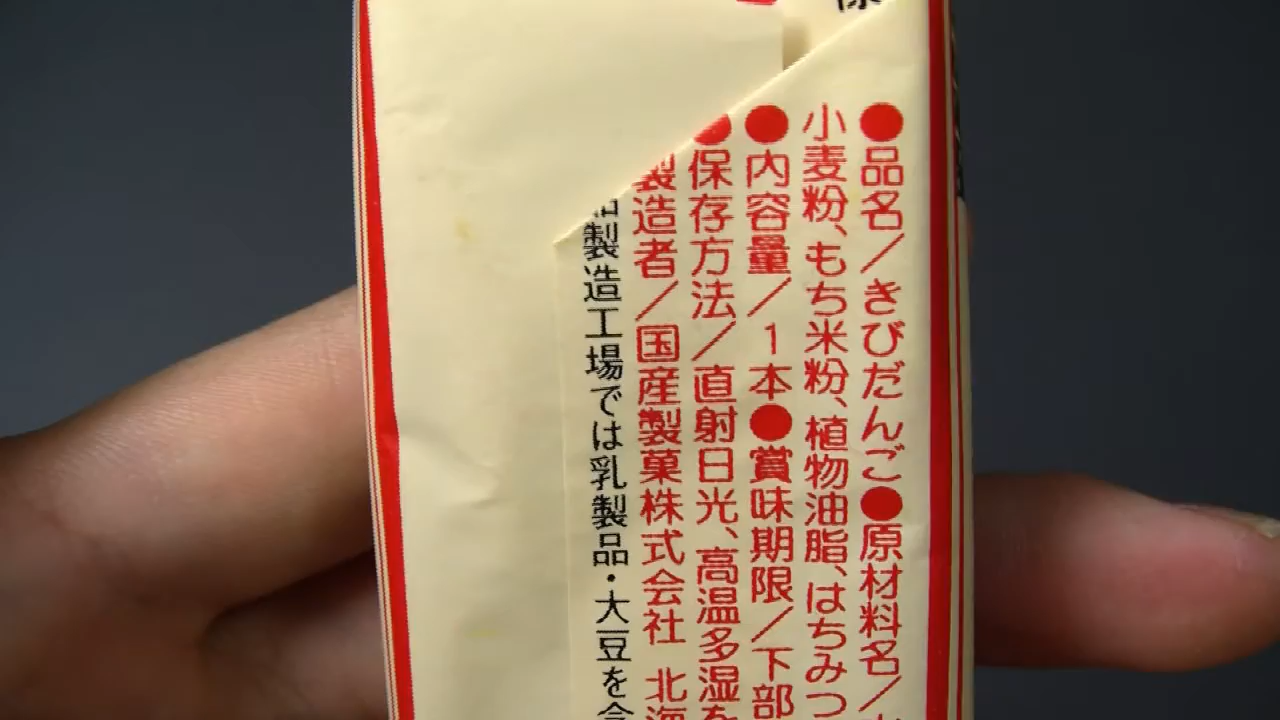 ●品名/きびだんご●原材料名/
小麦粉、もち米粉、植物油脂、はちみつ
●内容量/1本●賞味期限/下部
●保存方法/直射日光、高温多湿を
製造者/国産製菓株式会社 北海
製造工場では乳製品・大豆を含
様